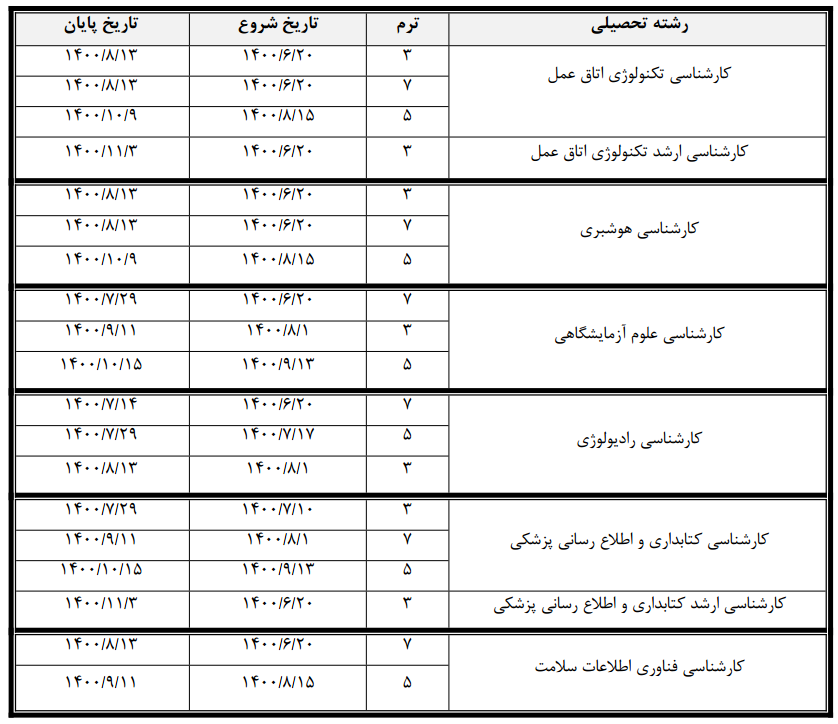 رشته تحصیلی ترم تاریخ شروع تاریخ پایان
کارشناسی تکنولوژی اتاق عمل ۳ ۱۴۰۰/۶/۲۰ ۱۴۰۰/۸/۱۳
۷ ۱۴۰۰/۶/۲۰ ۱۴۰۰/۸/۱۳
۵ ۱۴۰۰/۸/۱۵ ۱۴۰۰/۱۰/۹
کارشناسی ارشد تکنولوژی اتاق عمل ۳ ۱۴۰۰/۶/۲۰ ۱۴۰۰/۱۱/۳
کارشناسی هوشبری ۳ ۱۴۰۰/۶/۲۰ ۱۴۰۰/۸/۱۳
۷ ۱۴۰۰/۶/۲۰ ۱۴۰۰/۸/۱۳
۵ ۱۴۰۰/۸/۱۵ ۱۴۰۰/۱۰/۹
کارشناسی علوم آزمایشگاهی ۷ ۱۴۰۰/۶/۲۰ ۱۴۰۰/۷/۲۹
۳ ۱۴۰۰/۸/۱ ۱۴۰۰/۹/۱۱
۵ ۱۴۰۰/۹/۱۳ ۱۴۰۰/۱۰/۱۵
کارشناسی رادیولوژی ۷ ۱۴۰۰/۶/۲۰ ۱۴۰۰/۷/۱۴
۵ ۱۴۰۰/۷/۱۷ ۱۴۰۰/۷/۲۹
۳ ۱۴۰۰/۸/۱ ۱۴۰۰/۸/۱۳
کارشناسی کتابداری و اطلاع رسانی پزشکی ۳ ۱۴۰۰/۷/۱۰ ۱۴۰۰/۷/۲۹
۷ ۱۴۰۰/۸/۱ ۱۴۰۰/۹/۱۱
۵ ۱۴۰۰/۹/۱۳ ۱۴۰۰/۱۰/۱۵
کارشناسی ارشد کتابداری و اطلاع رسانی پزشکی ۳ ۱۴۰۰/۶/۲۰ ۱۴۰۰/۱۱/۳
کارشناسی فناوری اطلاعات سلامت ۷ ۱۴۰۰/۶/۲۰ ۱۴۰۰/۸/۱۳
۵ ۱۴۰۰/۸/۱۵ ۱۴۰۰/۹/۱۱